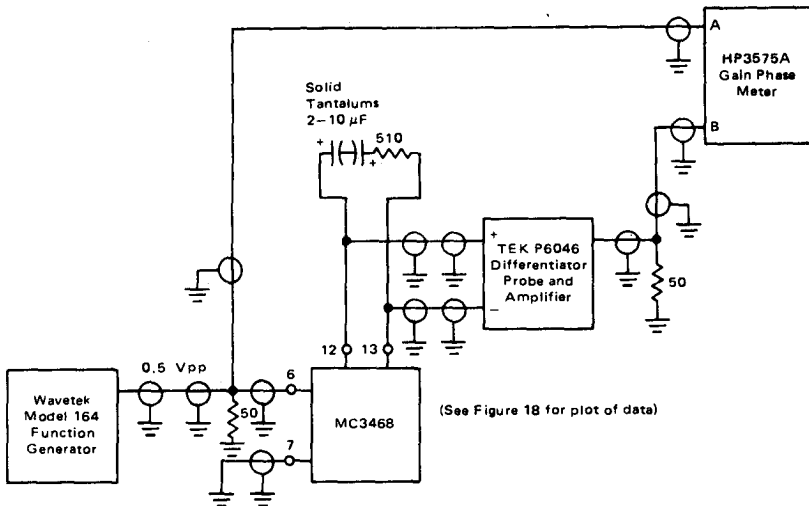 A
HP3575A
Gain Phase
Meter
B
Solid
Tantalums
2-10 μF
+
+
510
+
TEK P6046
Differentiator
Probe and
Amplifier
−
50
12
13
0.5 Vpp
6
Wavetek
Model 164
Function
Generator
50
MC3468
(See Figure 18 for plot of data)
7